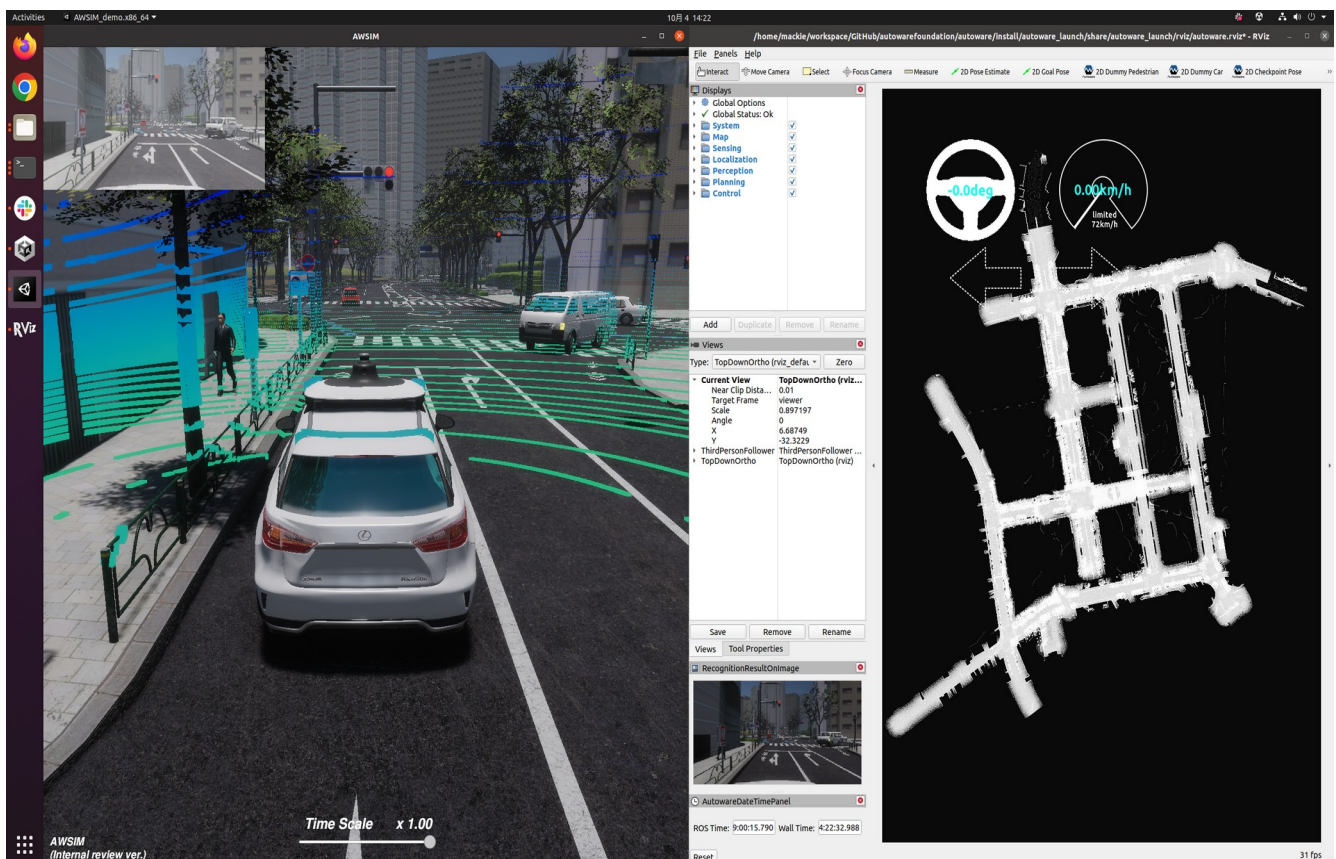 Activities
AWSIM_demo.x86_64
10月 4 14:22
AWSIM
/home/mackie/workspace/GitHub/autowarefoundation/autoware/install/autoware_launch/share/autoware_launch/rviz/autoware.rviz* - RViz
File Panels Help
Interact Move Camera Select Focus Camera Measure 2D Pose Estimate 2D Goal Pose 2D Dummy Pedestrian 2D Dummy Car 2D Checkpoint Pose
Displays
Global Options
Global Status: Ok
System
Map
Sensing
Localization
Perception
Planning
Control
Add Duplicate Remove Rename
Views
Type: TopDownOrtho (rviz_defau Zero
Current View TopDownOrtho (rviz...
Near Clip Dista... 0.01
Target Frame viewer
Scale 0.897197
Angle 0
X 6.68749
Y -32.3229
ThirdPersonFollower ThirdPersonFollower ...
TopDownOrtho TopDownOrtho (rviz)
Save Remove Rename
Views Tool Properties
RecognitionResultOnImage
AutowareDateTimePanel
ROS Time: 9:00:15.790 Wall Time: 4:22:32.988
Reset
31 fps
-0.0deg
0.00km/h
limited
72km/h
RViz
Time Scale x 1.00
AWSIM
(Internal review ver.)